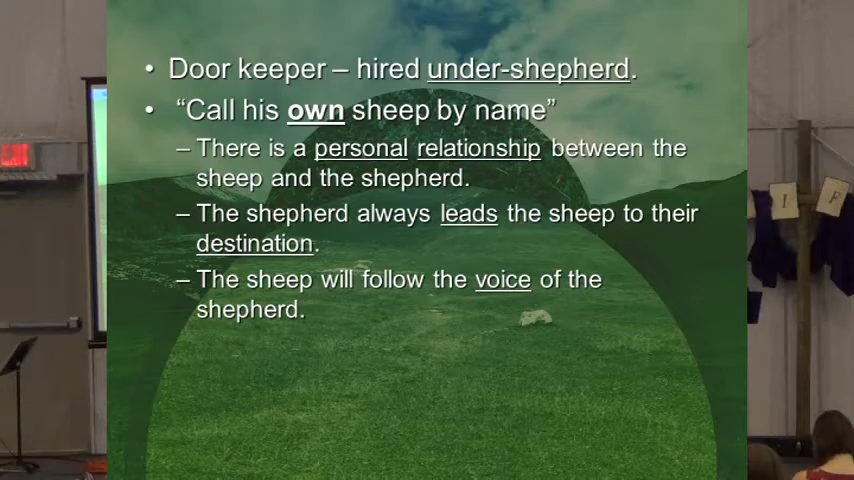 • Door keeper – hired under-shepherd.
• “Call his own sheep by name”
– There is a personal relationship between the
sheep and the shepherd.
– The shepherd always leads the sheep to their
destination.
– The sheep will follow the voice of the
shepherd.
EXIT
I F